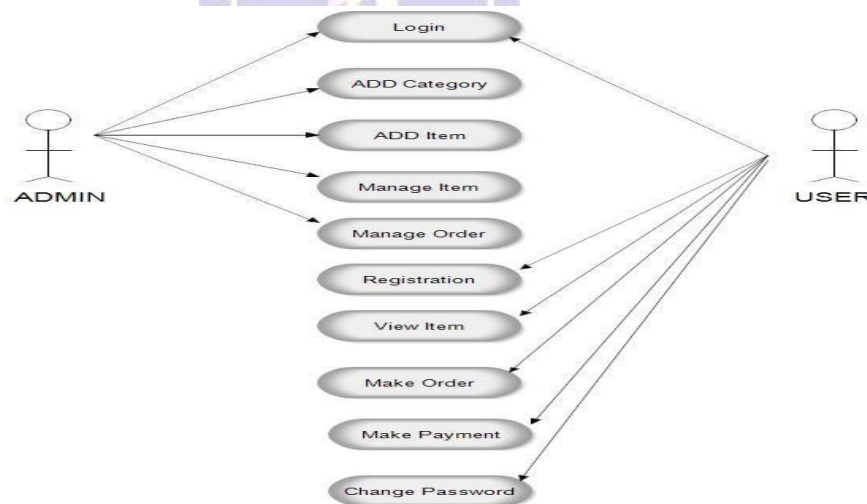 Login
ADD Category
ADD Item
Manage Item
ADMIN
USER
Manage Order
Registration
View Item
Make Order
Make Payment
Change Password